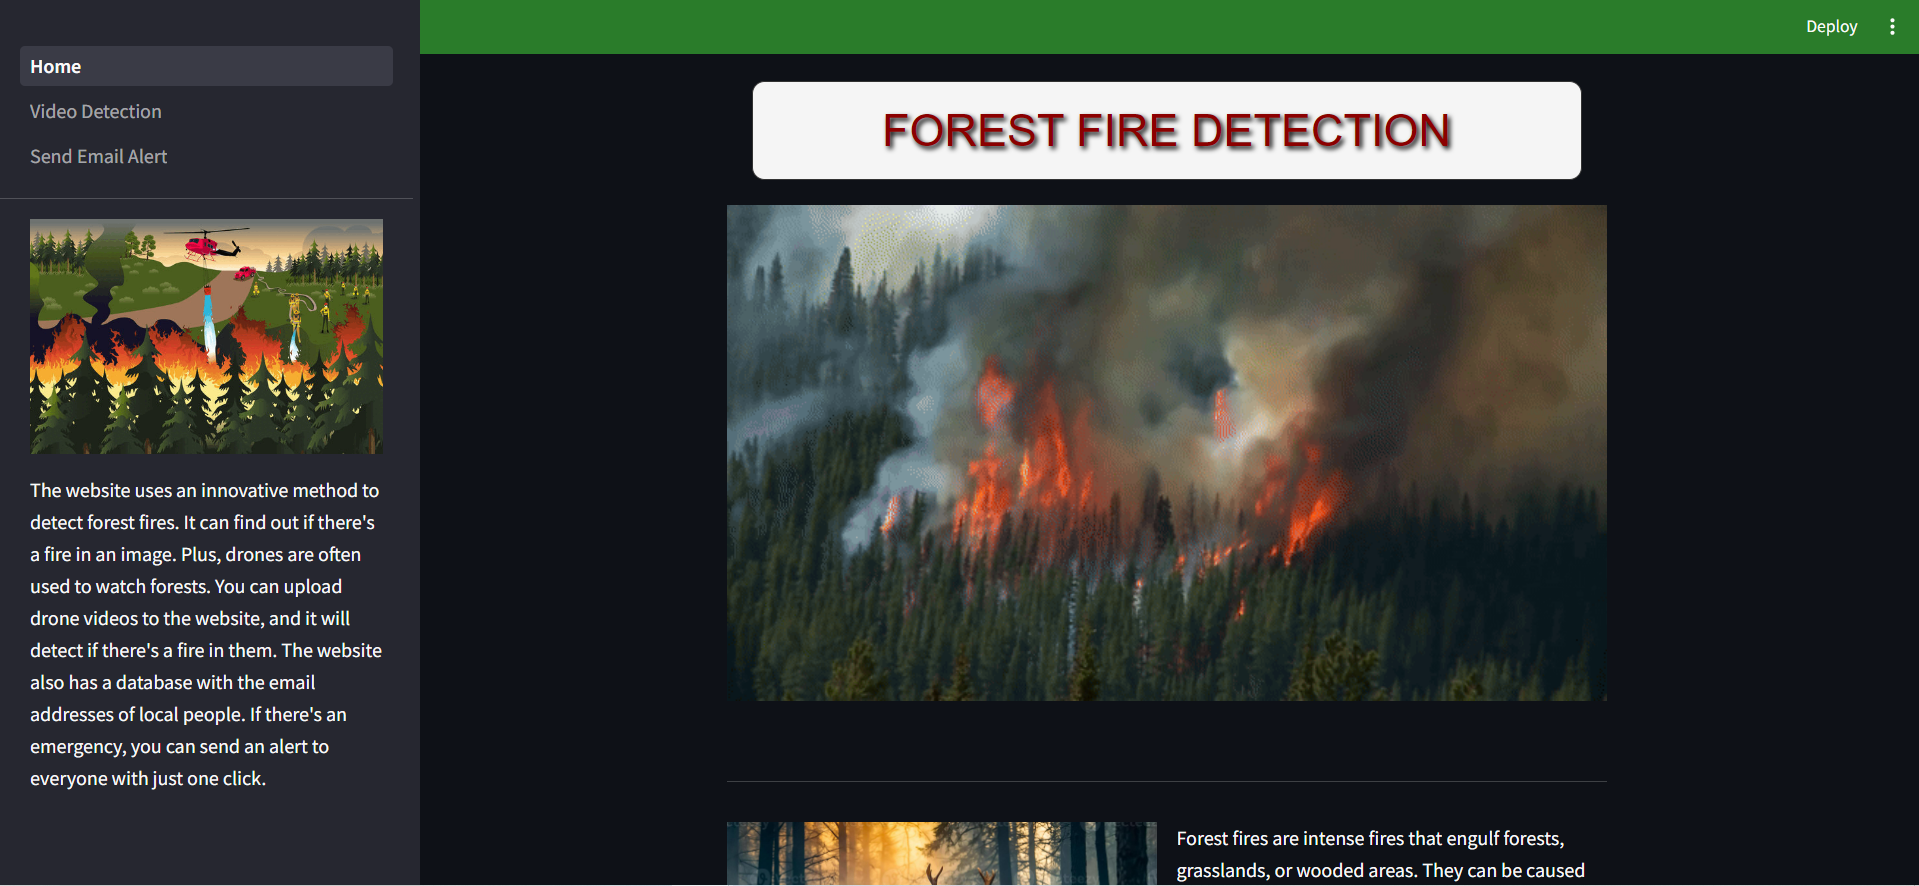 Home
Video Detection
Send Email Alert
The website uses an innovative method to
detect forest fires. It can find out if there's
a fire in an image. Plus, drones are often
used to watch forests. You can upload
drone videos to the website, and it will
detect if there's a fire in them. The website
also has a database with the email
addresses of local people. If there's an
emergency, you can send an alert to
everyone with just one click.
Deploy
FOREST FIRE DETECTION
Forest fires are intense fires that engulf forests,
grasslands, or wooded areas. They can be caused